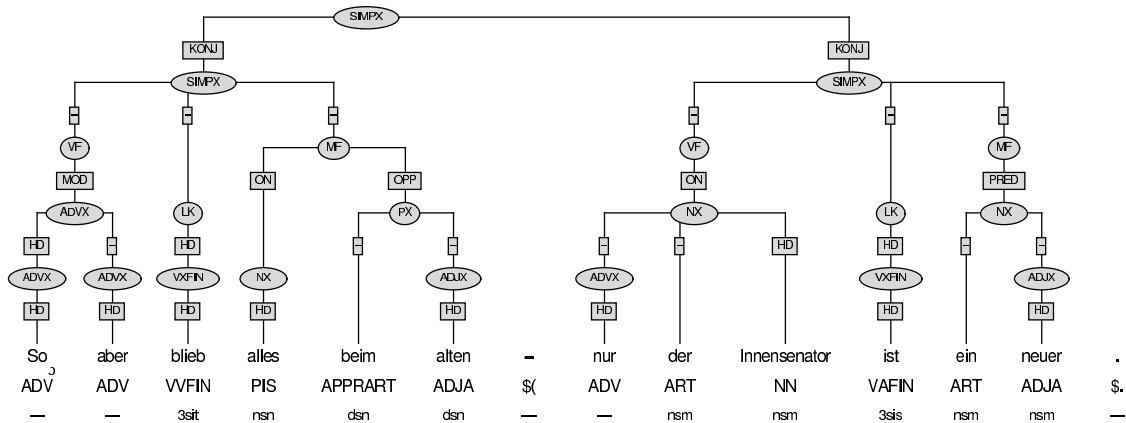 SIMPX
KONJ KONJ
SIMPX SIMPX
– – – – – –
VF MF VF MF
MOD ON OPP ON PRED
ADVX LK PX NX LK NX
HD – HD – – – – HD HD – –
ADVX ADVX VXFIN NX ADJX ADVX VXFIN ADJX
HD HD HD HD HD HD HD HD
So aber blieb alles beim alten – nur der Innensenator ist ein neuer .
ADV ADV VVFIN PIS APPRART ADJA $( ADV ART NN VAFIN ART ADJA $.
— — 3sit nsn dsn dsn — — nsm nsm 3sis nsm nsm —